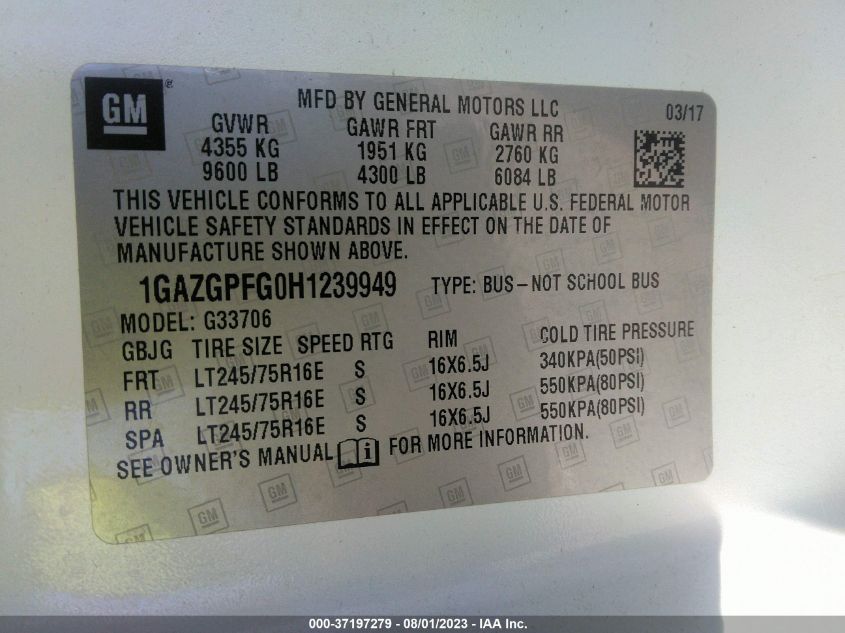 GM ®
MFD BY GENERAL MOTORS LLC 03/17
GVWR GAWR FRT GAWR RR
4355 KG 1951 KG 2760 KG
9600 LB 4300 LB 6084 LB
THIS VEHICLE CONFORMS TO ALL APPLICABLE U.S. FEDERAL MOTOR
VEHICLE SAFETY STANDARDS IN EFFECT ON THE DATE OF
MANUFACTURE SHOWN ABOVE.
1GAZGPFG0H1239949 TYPE: BUS-NOT SCHOOL BUS
MODEL: G33706
GBJG TIRE SIZE SPEED RTG RIM COLD TIRE PRESSURE
FRT LT245/75R16E S 16X6.5J 340KPA(50PSI)
RR LT245/75R16E S 16X6.5J 550KPA(80PSI)
SPA LT245/75R16E S 16X6.5J 550KPA(80PSI)
SEE OWNER'S MANUAL i FOR MORE INFORMATION.
000-37197279 - 08/01/2023 - IAA Inc.